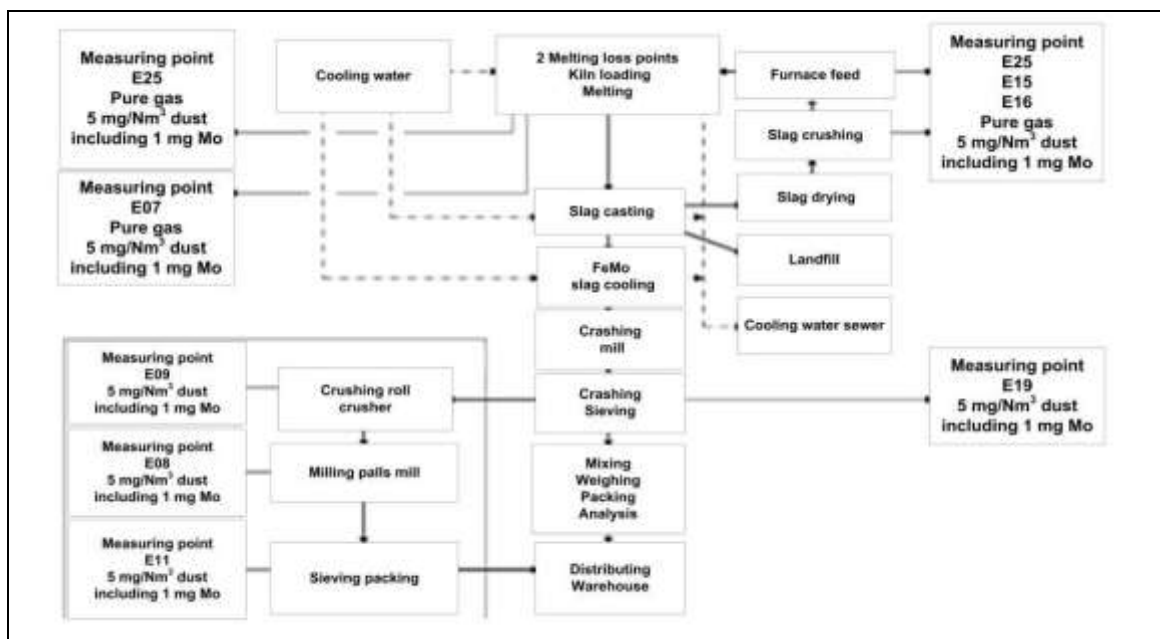 Measuring point
E25
Pure gas
5 mg/Nm³ dust
including 1 mg Mo
Cooling water
2 Melting loss points
Kiln loading
Melting
Furnace feed
Measuring point
E25
E15
E16
Pure gas
5 mg/Nm³ dust
including 1 mg Mo
Slag crushing
Measuring point
E07
Pure gas
5 mg/Nm³ dust
including 1 mg Mo
Slag casting
Slag drying
Landfill
FeMo
slag cooling
Cooling water sewer
Crashing
mill
Measuring point
E09
5 mg/Nm³ dust
including 1 mg Mo
Crushing roll
crusher
Crashing
Sieving
Measuring point
E19
5 mg/Nm³ dust
including 1 mg Mo
Measuring point
E08
5 mg/Nm³ dust
including 1 mg Mo
Milling palls mill
Mixing
Weighing
Packing
Analysis
Measuring point
E11
5 mg/Nm³ dust
including 1 mg Mo
Sieving packing
Distributing
Warehouse